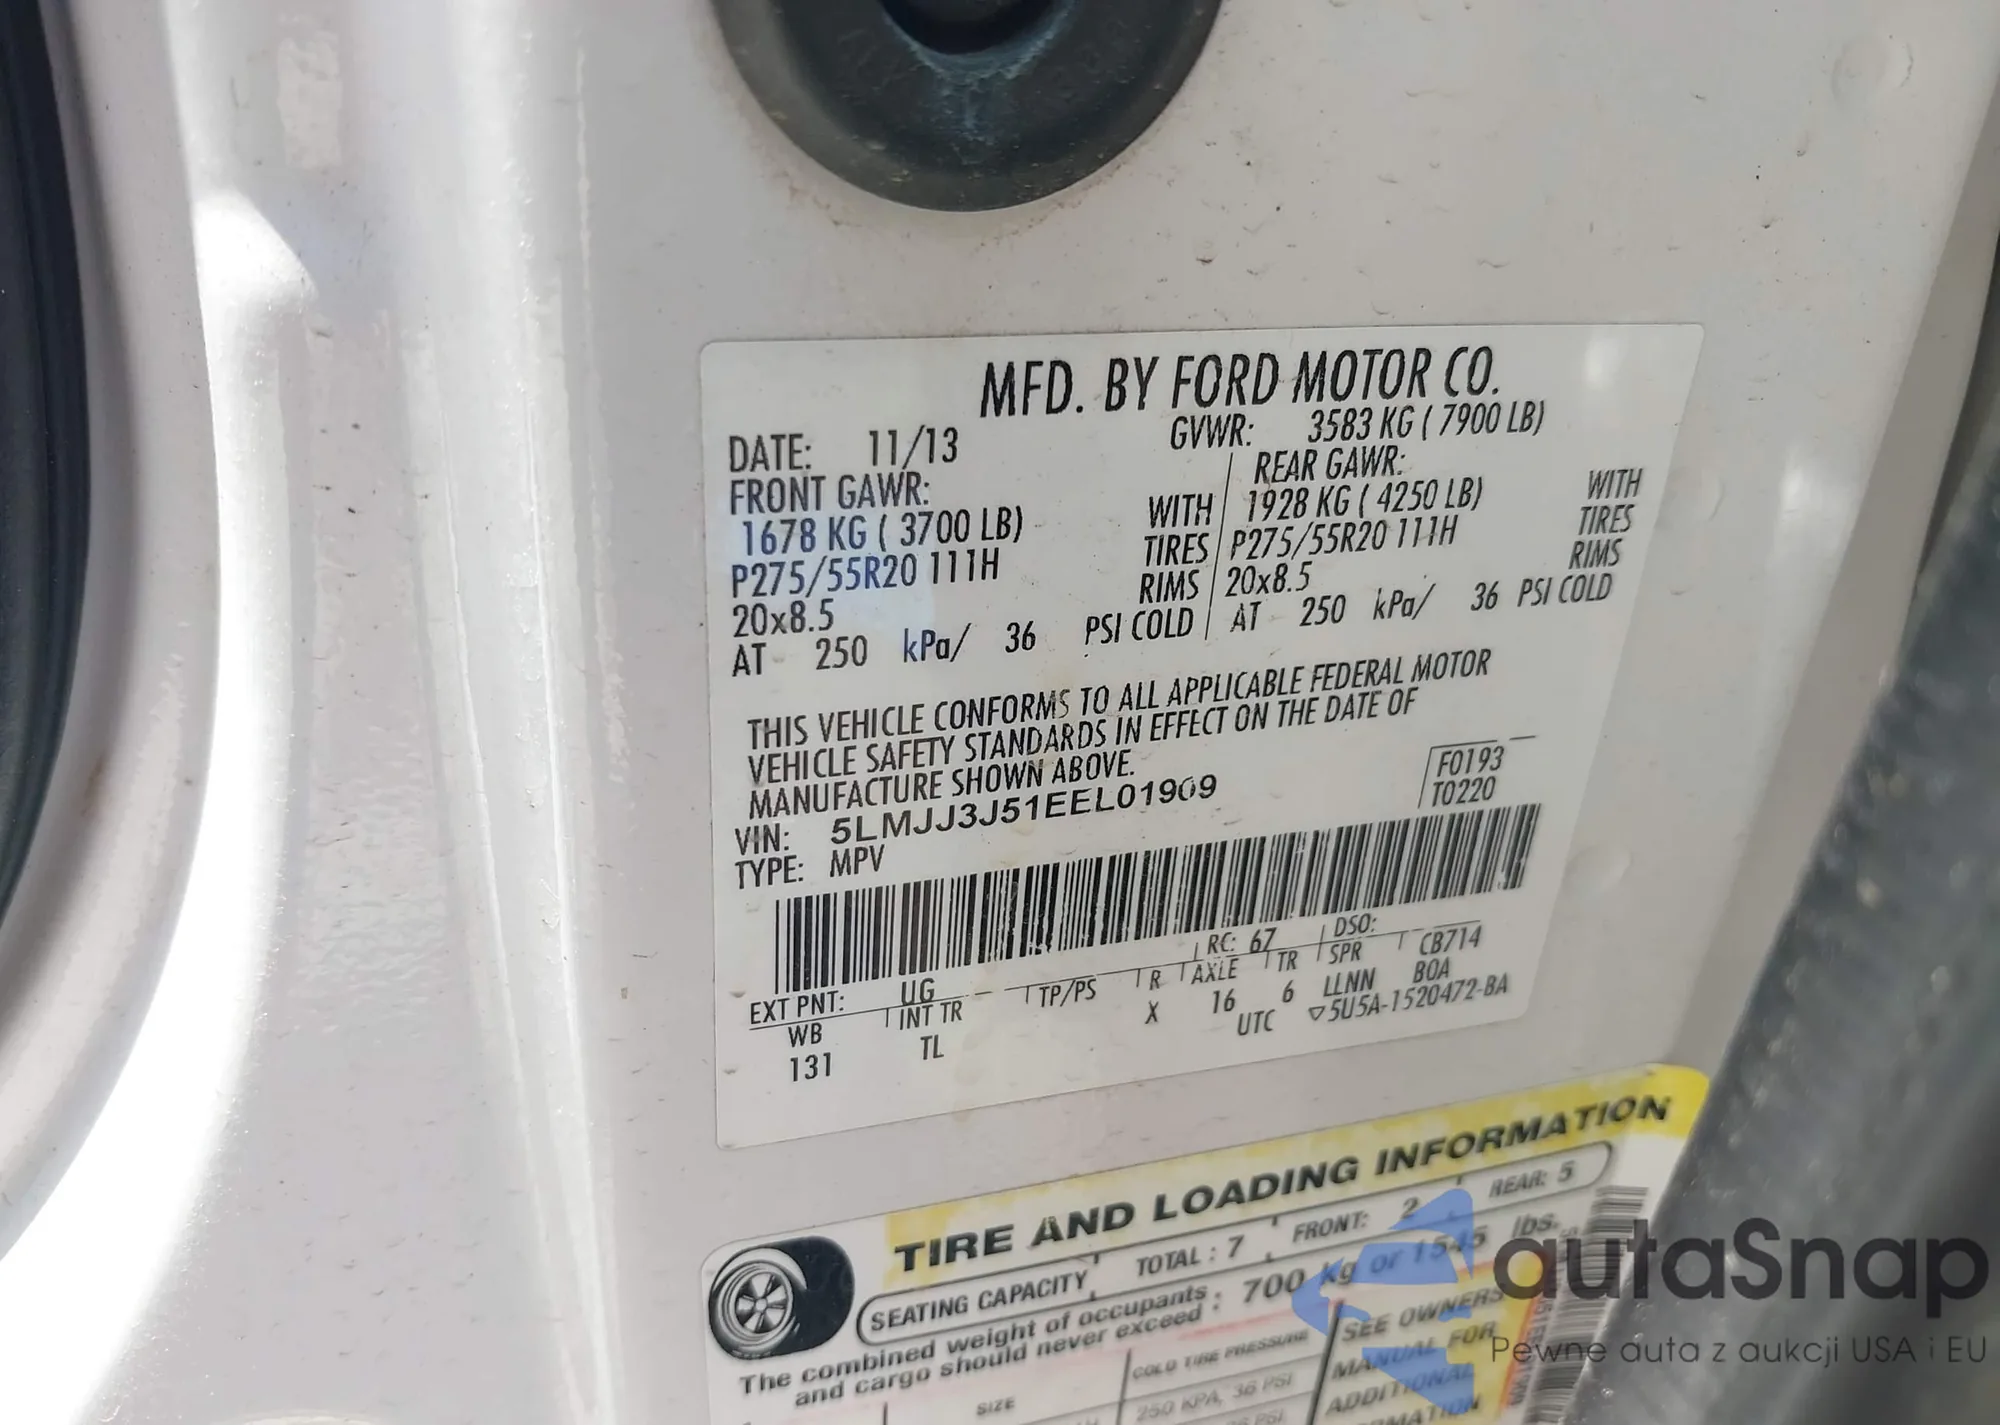 MFD. BY FORD MOTOR CO.
DATE: 11/13 GVWR: 3583 KG ( 7900 LB)
FRONT GAWR: REAR GAWR:
1678 KG ( 3700 LB) WITH 1928 KG ( 4250 LB) WITH
P275/55R20 111H TIRES P275/55R20 111H TIRES
20x8.5 RIMS 20x8.5 RIMS
AT 250 kPa/ 36 PSI COLD AT 250 kPa/ 36 PSI COLD
THIS VEHICLE CONFORMS TO ALL APPLICABLE FEDERAL MOTOR
VEHICLE SAFETY STANDARDS IN EFFECT ON THE DATE OF
MANUFACTURE SHOWN ABOVE.
F0193
VIN: 5LMJJ3J51EEL01909 T0220
TYPE: MPV
EXT PNT: UG RC: 67 DSO:
WB INT TR TP/PS R AXLE TR SPR CB714
131 TL X 16 6 LLNN BOA
UTC ▽5U5A-1520472-BA
TIRE AND LOADING INFORMATION
SEATING CAPACITY TOTAL : 7 FRONT: 2 REAR: 5
The combined weight of occupants
and cargo should never exceed : 700 Kg or 1545 lbs.
SIZE COLD TIRE PRESSURE SEE OWNERS
MANUAL FOR
250 KPA, 36 PSI ADDITIONAL
autaSnap
Pewne auta z aukcji USA i EU